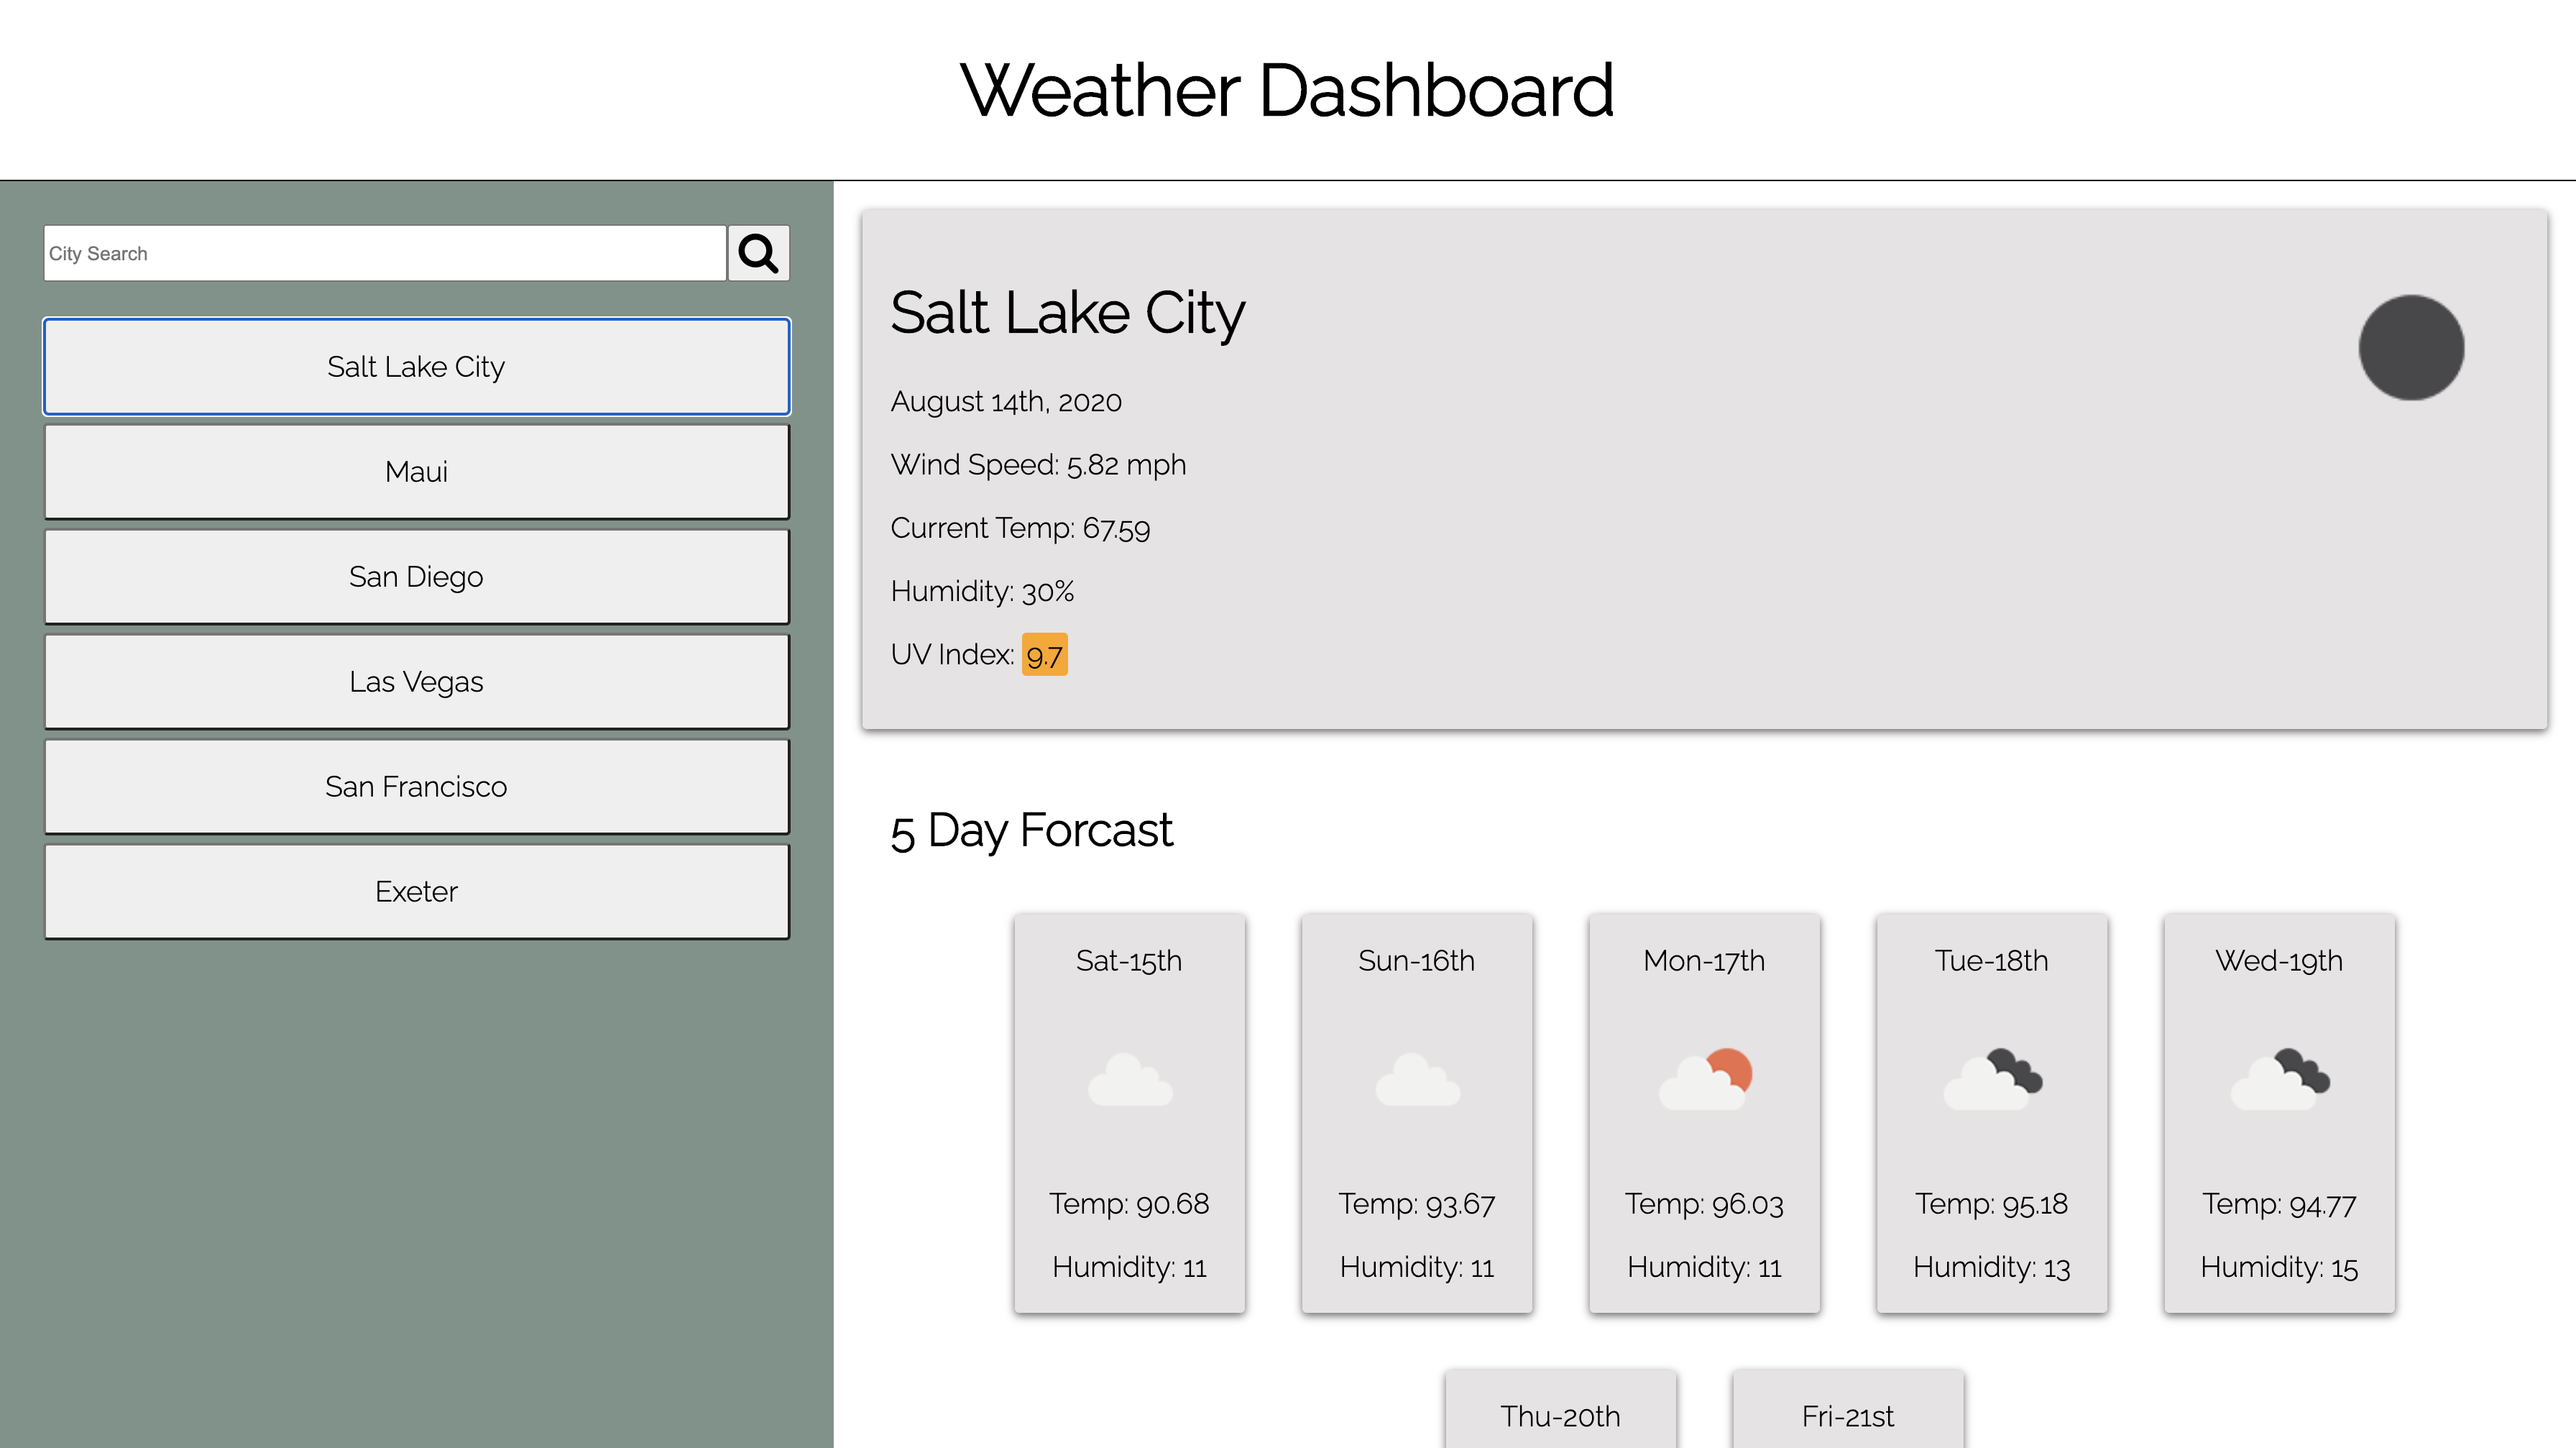 Weather Dashboard
City Search
Salt Lake City
Maui
San Diego
Las Vegas
San Francisco
Exeter
Salt Lake City
August 14th, 2020
Wind Speed: 5.82 mph
Current Temp: 67.59
Humidity: 30%
UV Index: 9.7
5 Day Forcast
Sat-15th
Temp: 90.68
Humidity: 11
Sun-16th
Temp: 93.67
Humidity: 11
Mon-17th
Temp: 96.03
Humidity: 11
Tue-18th
Temp: 95.18
Humidity: 13
Wed-19th
Temp: 94.77
Humidity: 15
Thu-20th
Fri-21st